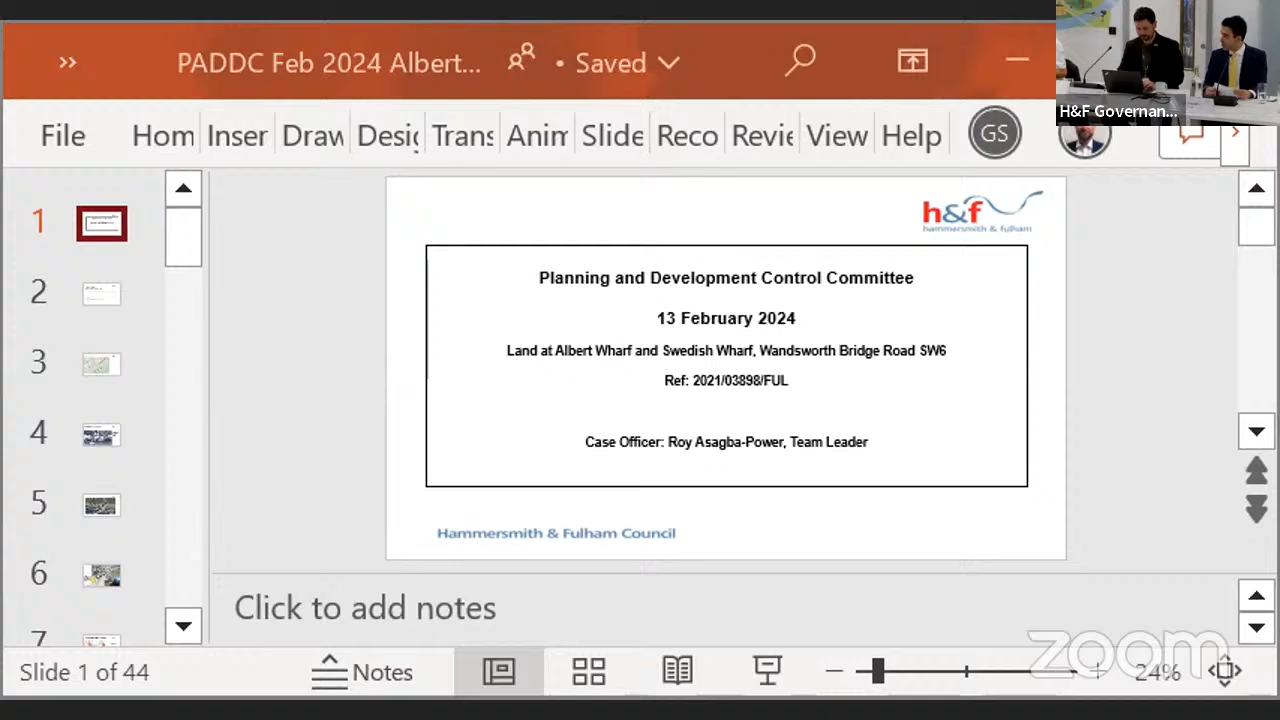 PADDC Feb 2024 Albert... • Saved
H&F Governan...
File Hom Inser Draw Desig Trans Anim Slide Reco Revie View Help GS
1
2
3
4
5
6
7
h&f
hammersmith & fulham
Planning and Development Control Committee
13 February 2024
Land at Albert Wharf and Swedish Wharf, Wandsworth Bridge Road SW6
Ref: 2021/03898/FUL
Case Officer: Roy Asagba-Power, Team Leader
Hammersmith & Fulham Council
Click to add notes
zoom
Slide 1 of 44 Notes 24%